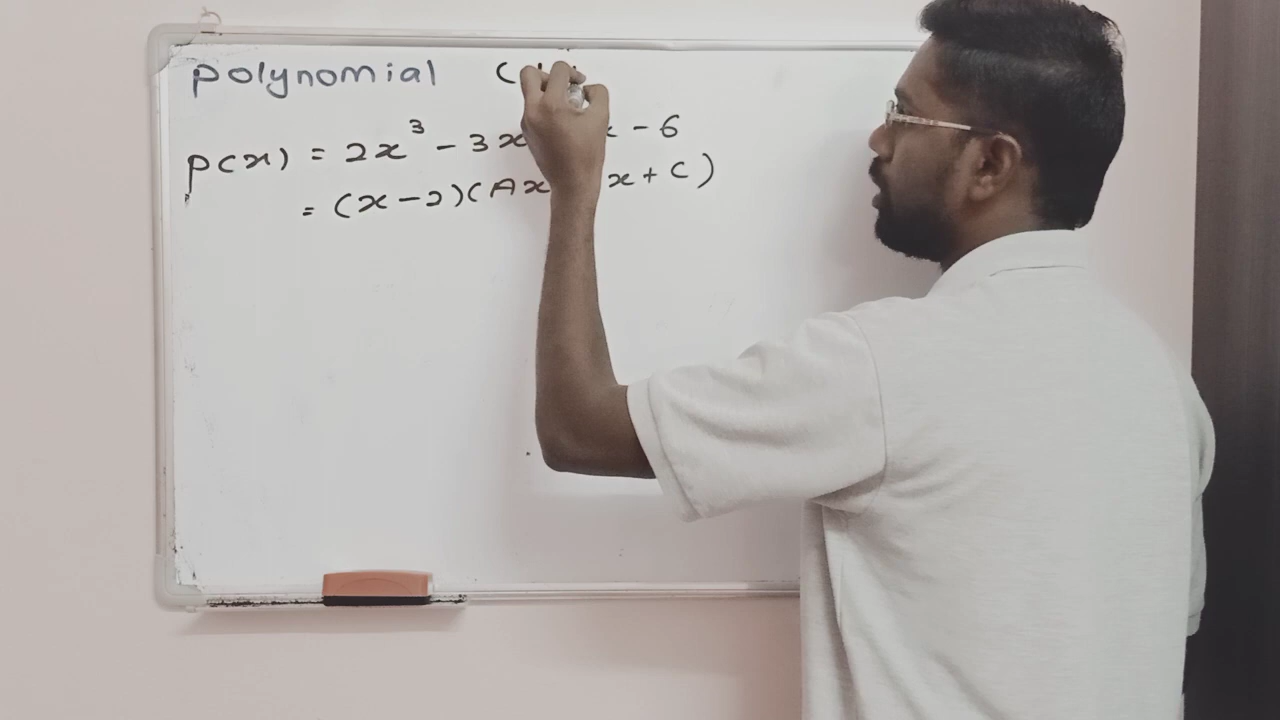 polynomial (
p(x) = 2x³ - 3x x - 6
= (x-2)(Ax x + C)